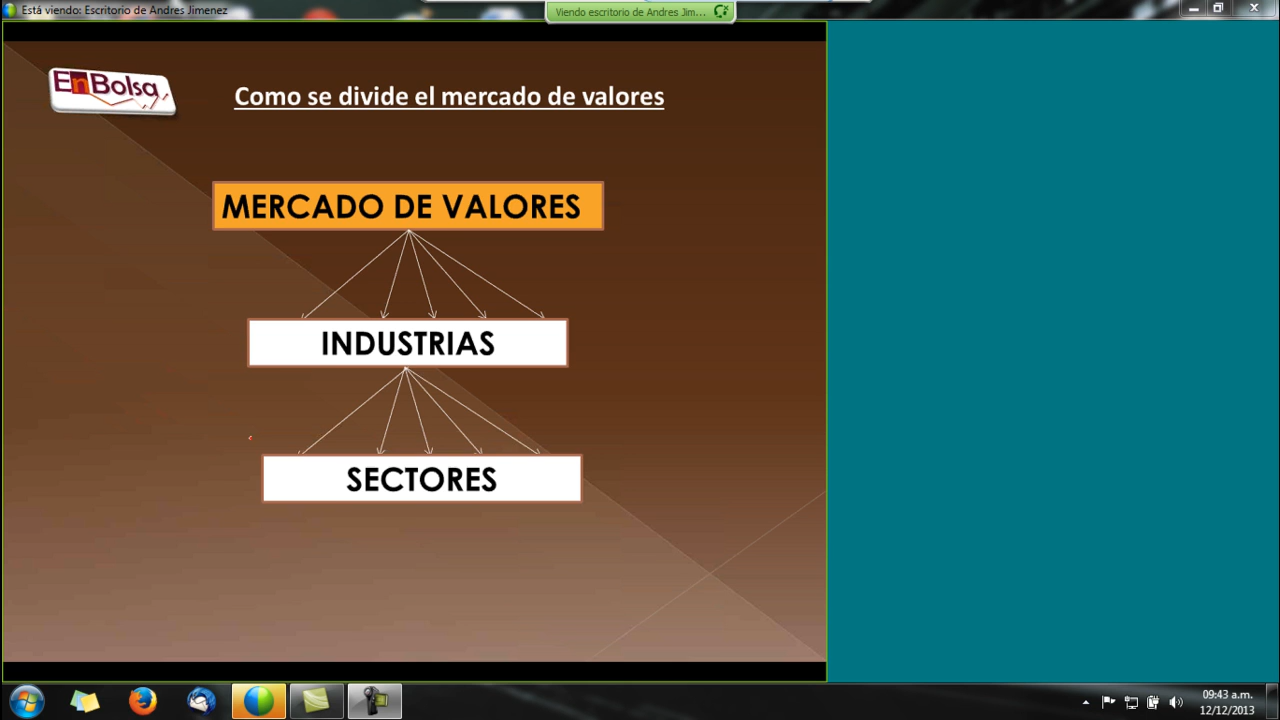 Está viendo: Escritorio de Andres Jimenez
Viendo escritorio de Andres Jim...
EnBolsa
Como se divide el mercado de valores
MERCADO DE VALORES
INDUSTRIAS
SECTORES
09:43 a.m.
12/12/2013